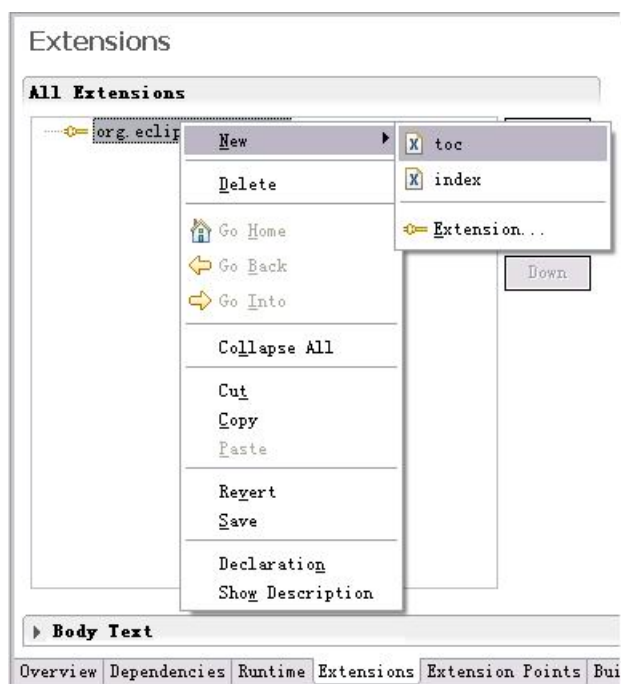 Extensions
All Extensions
org.eclip
New
toc
index
Extension...
Delete
Go Home
Go Back
Go Into
Down
Collapse All
Cut
Copy
Paste
Revert
Save
Declaration
Show Description
Body Text
Overview Dependencies Runtime Extensions Extension Points Bui